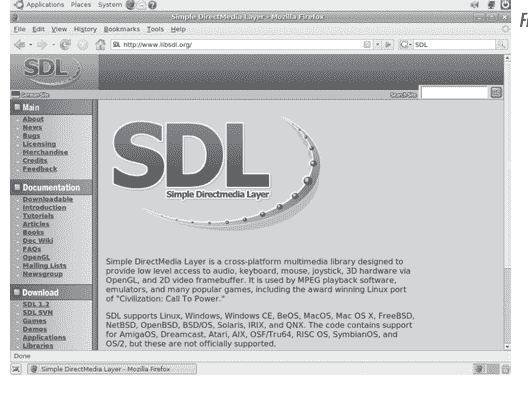 Applications Places System
Simple DirectMedia Layer - Mozilla Firefox
File Edit View History Bookmarks Tools Help
http://www.libsdl.org/
SDL
SDL
German Site
Search Site
Main
About
News
Bugs
Licensing
Merchandise
Credits
Feedback
Documentation
Downloadable
Introduction
Tutorials
Articles
Books
Doc Wiki
FAQs
OpenGL
Mailing Lists
Newsgroup
Download
SDL 1.2
SDL SVN
Games
Demos
Applications
Libraries
SDL
Simple Directmedia Layer
Simple DirectMedia Layer is a cross-platform multimedia library designed to
provide low level access to audio, keyboard, mouse, joystick, 3D hardware via
OpenGL, and 2D video framebuffer. It is used by MPEG playback software,
emulators, and many popular games, including the award winning Linux port
of "Civilization: Call To Power."
SDL supports Linux, Windows, Windows CE, BeOS, MacOS, Mac OS X, FreeBSD,
NetBSD, OpenBSD, BSD/OS, Solaris, IRIX, and QNX. The code contains support
for AmigaOS, Dreamcast, Atari, AIX, OSF/Tru64, RISC OS, SymbianOS, and
OS/2, but these are not officially supported.
Done
Simple DirectMedia Layer - Mozilla Firefox